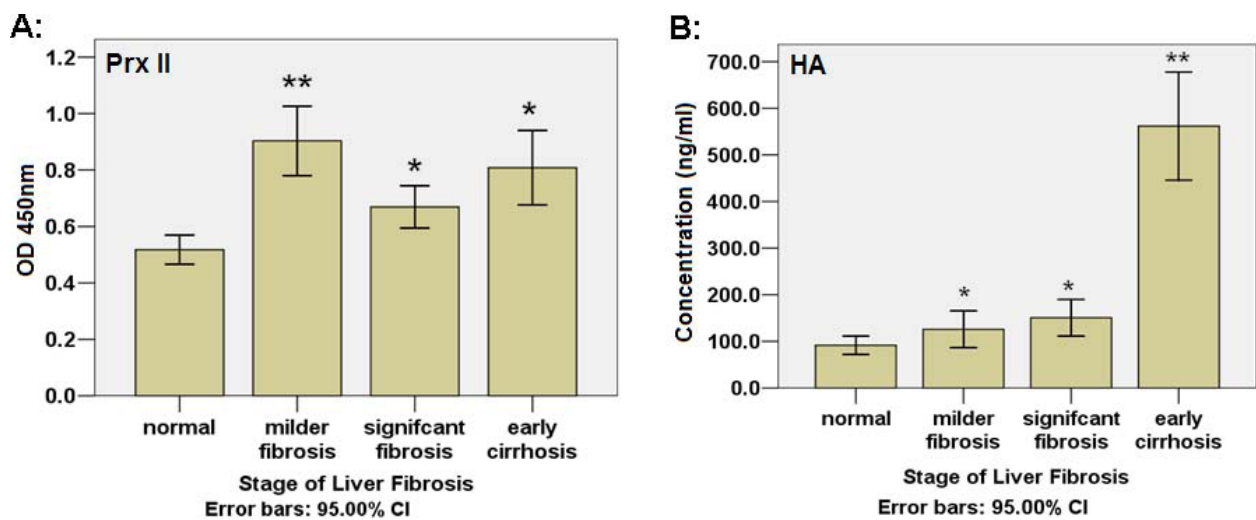 A:
Prx II
1.2
1.0
0.8
0.6
0.4
0.2
0.0
OD 450nm
**
*
*
normal
milder
fibrosis
signifcant
fibrosis
early
cirrhosis
Stage of Liver Fibrosis
Error bars: 95.00% CI
B:
HA
700.0
600.0
500.0
400.0
300.0
200.0
100.0
0.0
Concentration (ng/ml)
*
*
**
normal
milder
fibrosis
significant
fibrosis
early
cirrhosis
Stage of Liver Fibrosis
Error bars: 95.00% CI